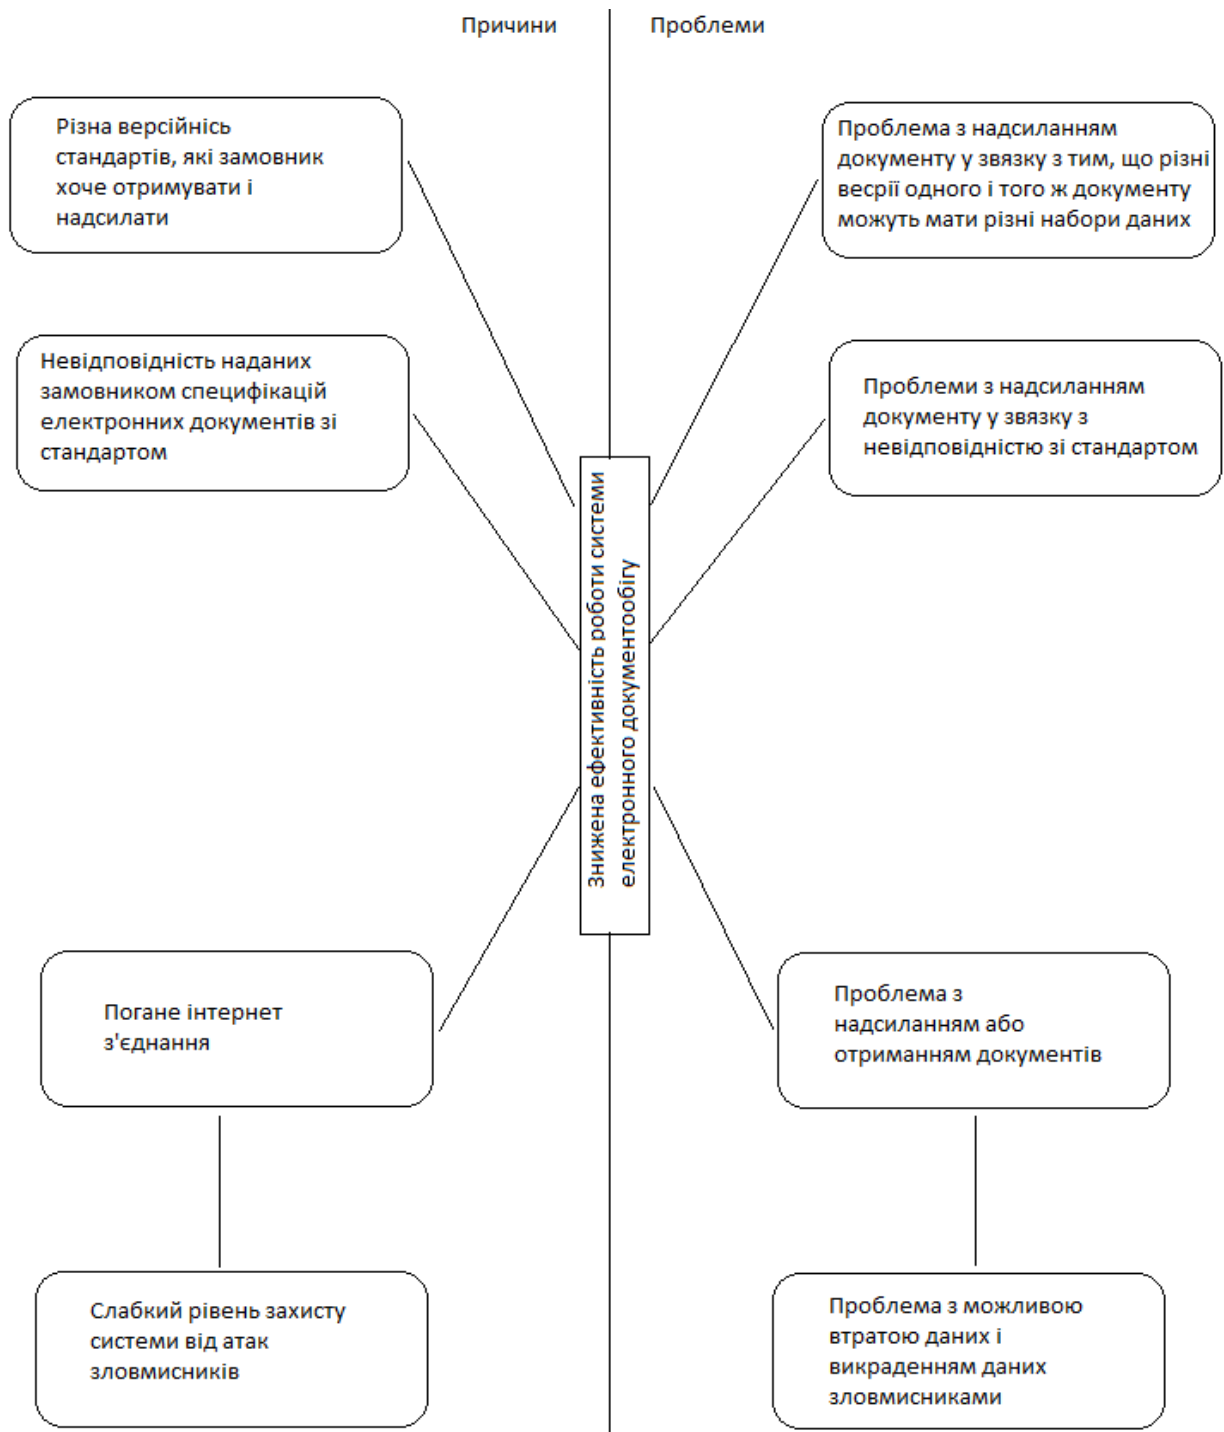 Причини
Проблеми
Різна версійнісь
стандартів, які замовник
хоче отримувати і
надсилати
Проблема з надсиланням
документу у звязку з тим, що різні
весрії одного і того ж документу
можуть мати різні набори даних
Невідповідність наданих
замовником специфікацій
електронних документів зі
стандартом
Проблеми з надсиланням
документу у звязку з
невідповідністю зі стандартом
Знижена ефективність роботи системи
електронного документообігу
Погане інтернет
з'єднання
Проблема з
надсиланням або
отриманням документів
Слабкий рівень захисту
системи від атак
зловмисників
Проблема з можливою
втратою даних і
викраденням даних
зловмисниками